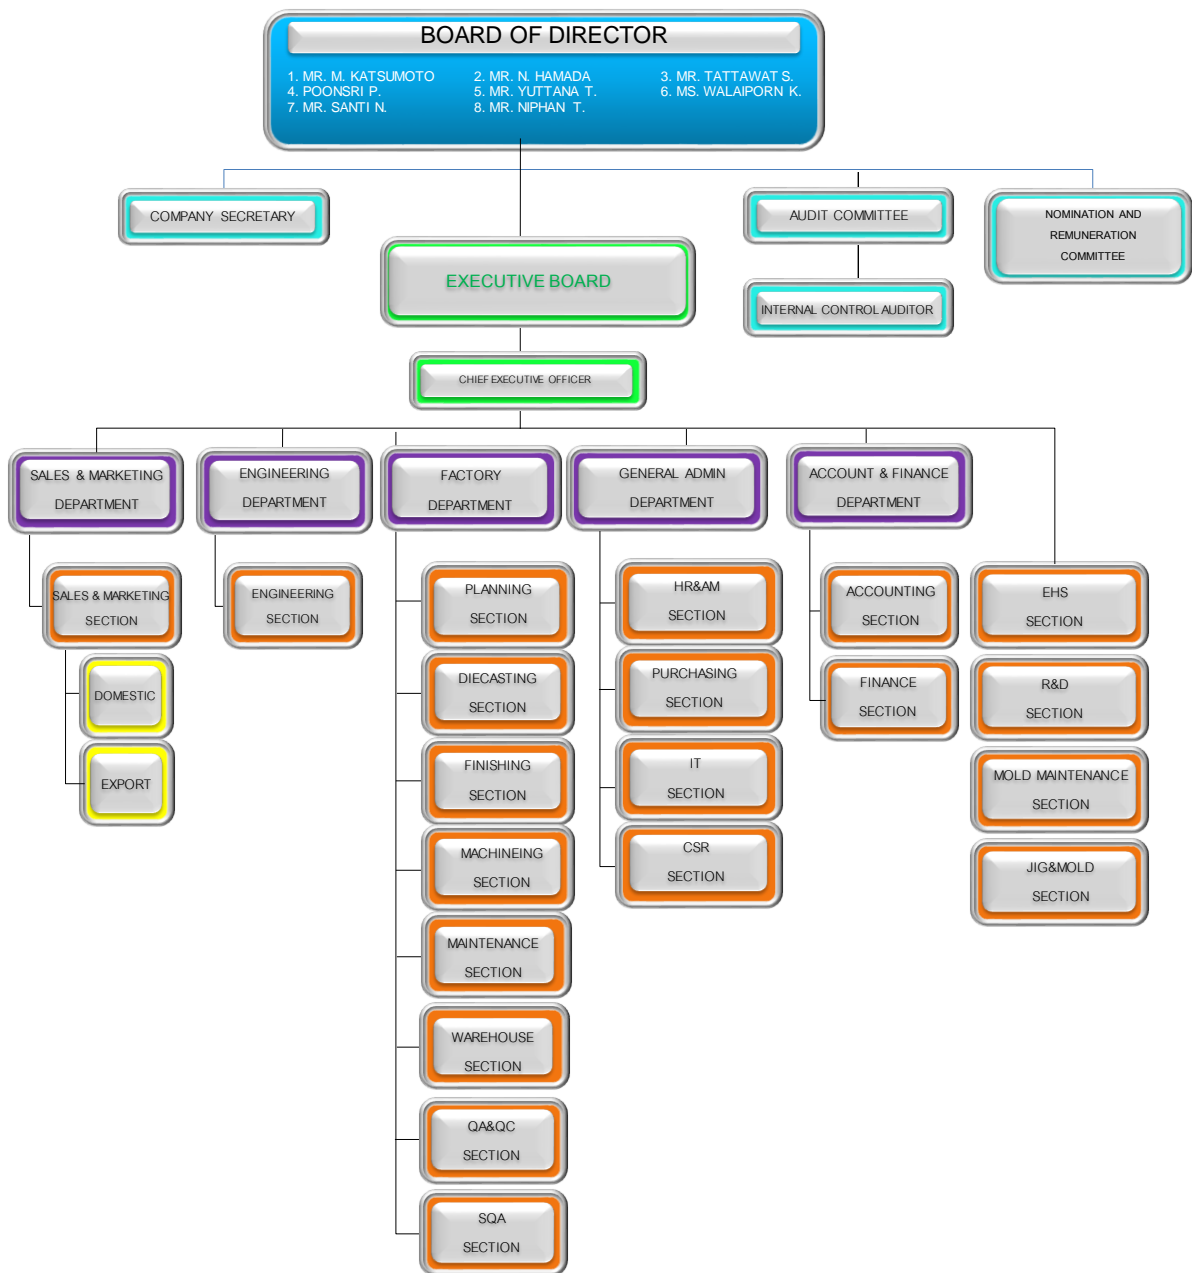 BOARD OF DIRECTOR
1. MR. M. KATSUMOTO 2. MR. N. HAMADA 3. MR. TATTAWAT S.
4. POONSRI P. 5. MR. YUTTANA T. 6. MS. WALAIPORN K.
7. MR. SANTI N. 8. MR. NIPHAN T.
COMPANY SECRETARY
AUDIT COMMITTEE
NOMINATION AND
REMUNERATION
COMMITTEE
EXECUTIVE BOARD
INTERNAL CONTROL AUDITOR
CHIEF EXECUTIVE OFFICER
SALES & MARKETING
DEPARTMENT
ENGINEERING
DEPARTMENT
FACTORY
DEPARTMENT
GENERAL ADMIN
DEPARTMENT
ACCOUNT & FINANCE
DEPARTMENT
SALES & MARKETING
SECTION
DOMESTIC
EXPORT
ENGINEERING
SECTION
PLANNING
SECTION
DIECASTING
SECTION
FINISHING
SECTION
MACHINEING
SECTION
MAINTENANCE
SECTION
WAREHOUSE
SECTION
QA&QC
SECTION
SQA
SECTION
HR&AM
SECTION
PURCHASING
SECTION
IT
SECTION
CSR
SECTION
ACCOUNTING
SECTION
FINANCE
SECTION
EHS
SECTION
R&D
SECTION
MOLD MAINTENANCE
SECTION
JIG&MOLD
SECTION